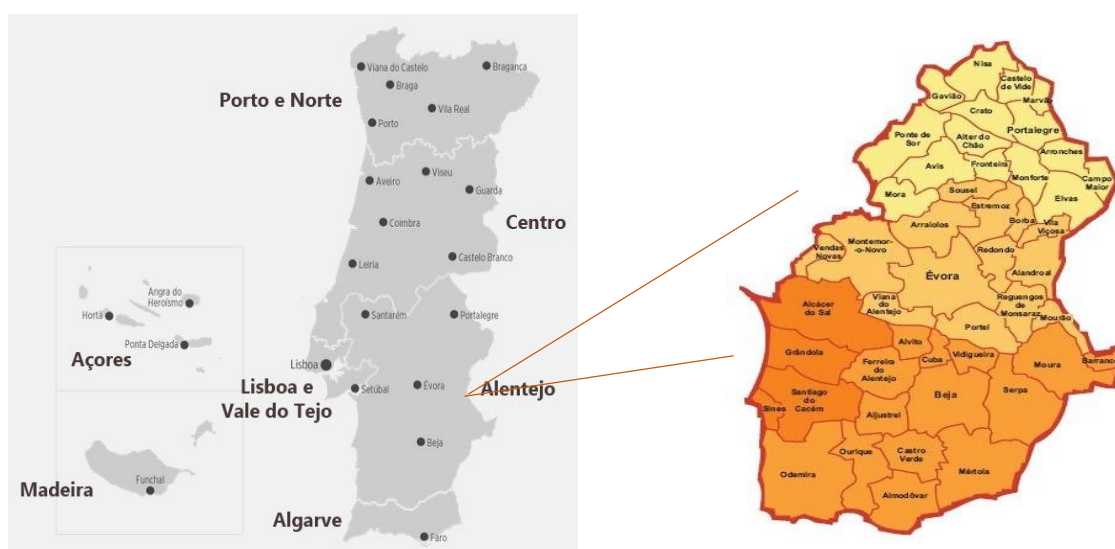 Viana do Castelo
Bragança
Braga
Porto e Norte
Vila Real
Porto
Viseu
Aveiro
Guarda
Coimbra
Centro
Castelo Branco
Leiria
Angra do
Heroísmo
Horta
Ponta Delgada
Açores
Santarém
Portalegre
Lisboa
Lisboa e
Vale do Tejo
Setúbal
Évora
Alentejo
Beja
Funchal
Madeira
Algarve
Faro
Nisa
Castelo
de Vide
Gavião
Marvão
Crato
Portalegre
Ponte de
Sor
Alter do
Chão
Arronches
Avis
Fronteira
Monforte
Campo
Maior
Mora
Sousel
Elvas
Estremoz
Borba
Vila
Viçosa
Arraiolos
Vendas
Novas
Montemor-
o-Novo
Redondo
Évora
Alandroal
Alcácer
do Sal
Viana
do
Alentejo
Reguengos
de
Monsaraz
Mourão
Portel
Alvito
Grândola
Ferreira
do
Alentejo
Cuba
Vidigueira
Moura
Barrancos
Santiago
do
Cacém
Sines
Beja
Serpa
Aljustrel
Ourique
Castro
Verde
Odemira
Mértola
Almodôvar